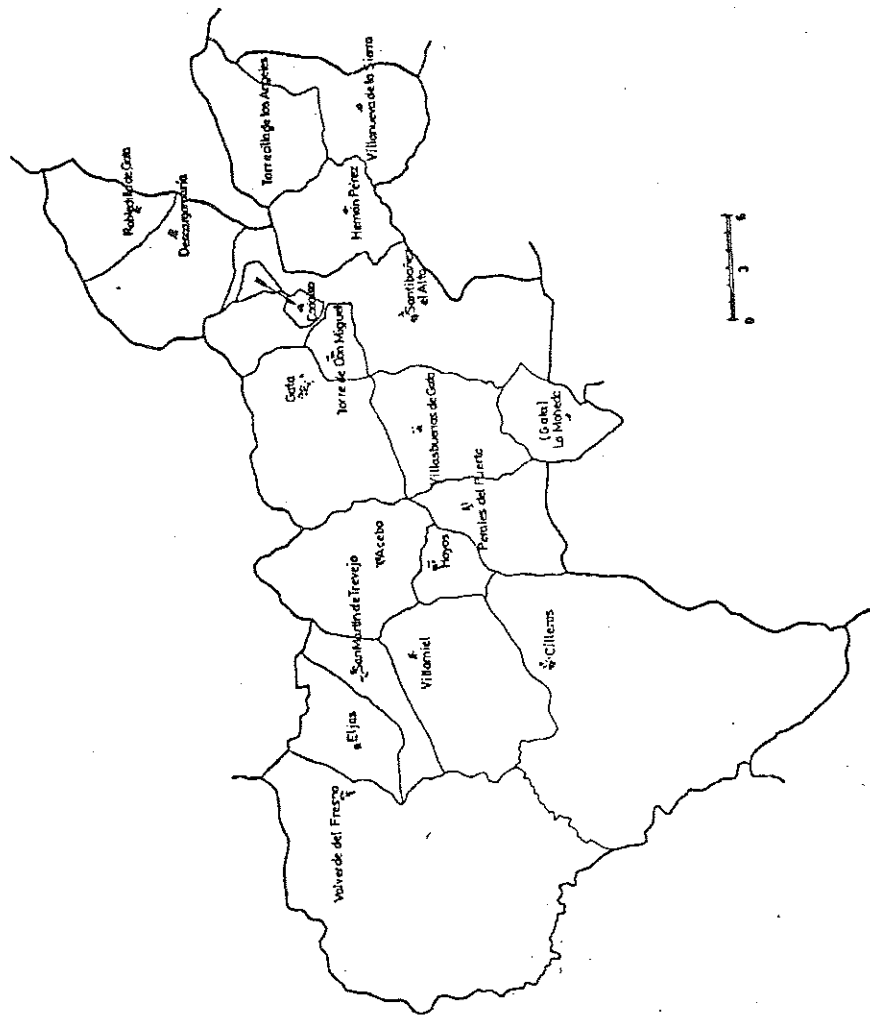 Robledillo de Gata
Descargamaría
Torrecilla de los Angeles
Villanueva de la Sierra
Hernán Pérez
Cadalso
Santibáñez
el Alto
Gata
Torre de Don Miguel
Villasbuenas de Gata
(Gata)
La Moheda
Perales del Puerto
Acebo
Hoyos
San Martín de Trevejo
Villamiel
Cilleros
Eljas
Valverde del Fresno
0 3 6